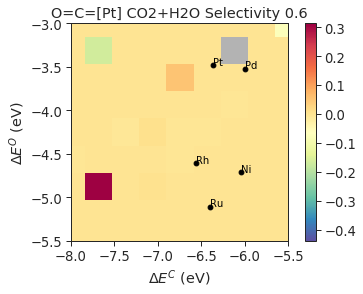 O=C=[Pt] CO2+H2O Selectivity 0.6
−3.0
−3.5
−4.0
−4.5
−5.0
−5.5
ΔE^O (eV)
Pt
Pd
Rh
Ni
Ru
−8.0 −7.5 −7.0 −6.5 −6.0 −5.5
ΔE^C (eV)
0.3
0.2
0.1
0.0
−0.1
−0.2
−0.3
−0.4